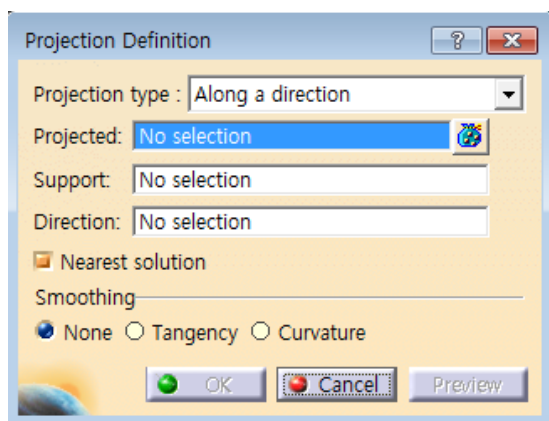 Projection Definition
Projection type : Along a direction
Projected: No selection
Support: No selection
Direction: No selection
Nearest solution
Smoothing
None Tangency Curvature
OK Cancel Preview